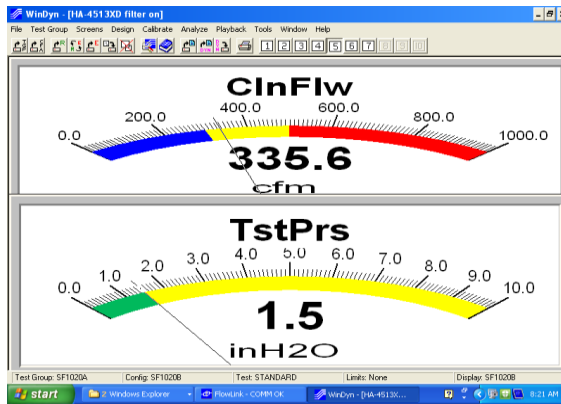 WinDyn - [HA-4513XD filter on]
File Test Group Screens Design Calibrate Analyze Playback Tools Window Help
1 2 3 4 5 6 7 8 9 10
ClnFlw
0.0 200.0 400.0 600.0 800.0 1000.0
335.6
cfm
TstPrs
0.0 1.0 2.0 3.0 4.0 5.0 6.0 7.0 8.0 9.0 10.0
1.5
inH2O
Test Group: SF1020A Config: SF1020B Test: STANDARD Limits: None Display: SF1020B
start 2 Windows Explorer FlowLink - COMM OK WinDyn - [HA-4513X... 8:21 AM